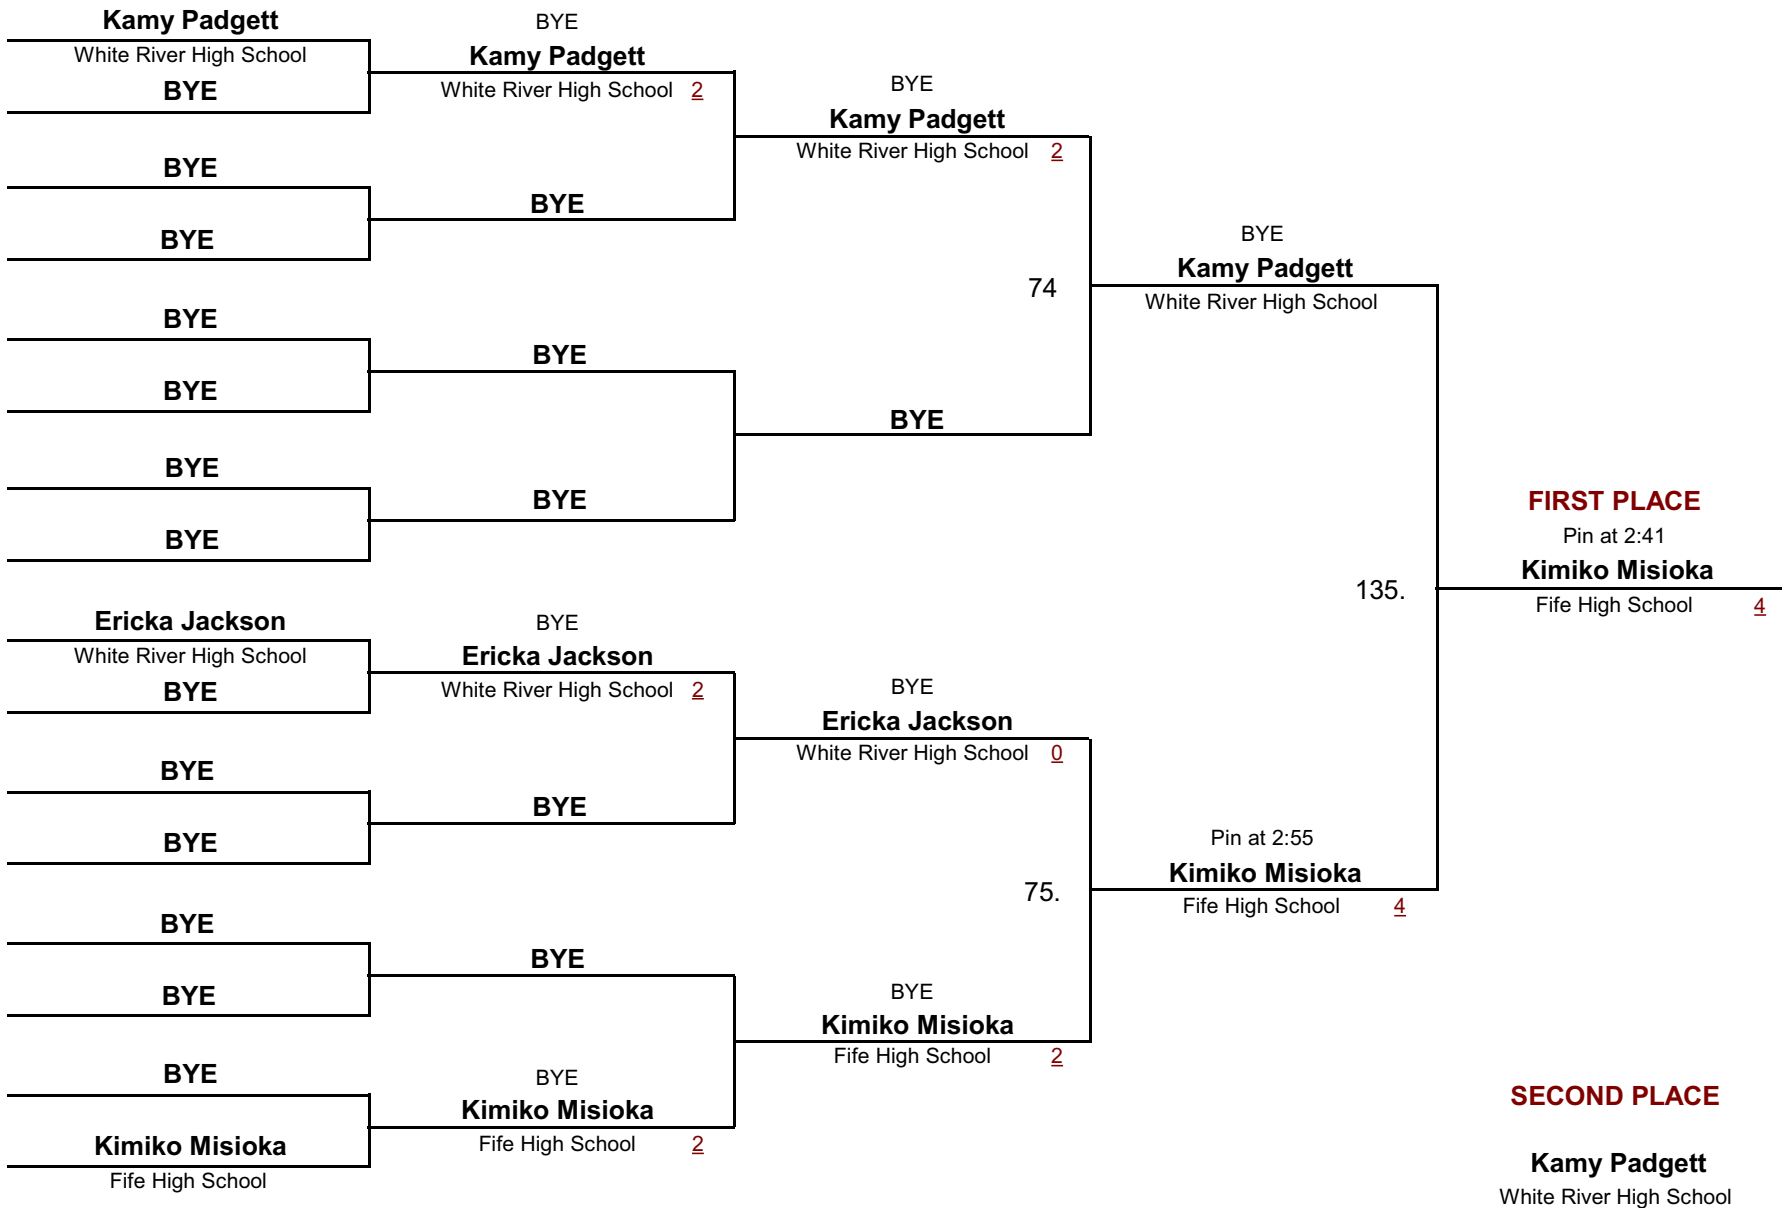 Kamy Padgett
White River High School
BYE
BYE
BYE
BYE
BYE
BYE
BYE
Ericka Jackson
White River High School
BYE
BYE
BYE
BYE
BYE
BYE
Kimiko Misioka
Fife High School
BYE
Kamy Padgett
White River High School 2
BYE
BYE
BYE
BYE
Ericka Jackson
White River High School 2
BYE
BYE
BYE
Kimiko Misioka
Fife High School 2
BYE
Kamy Padgett
White River High School 2
74
BYE
BYE
Ericka Jackson
White River High School 0
75.
BYE
Kimiko Misioka
Fife High School 2
BYE
Kamy Padgett
White River High School
135.
Pin at 2:55
Kimiko Misioka
Fife High School 4
FIRST PLACE
Pin at 2:41
Kimiko Misioka
Fife High School 4
SECOND PLACE
Kamy Padgett
White River High School